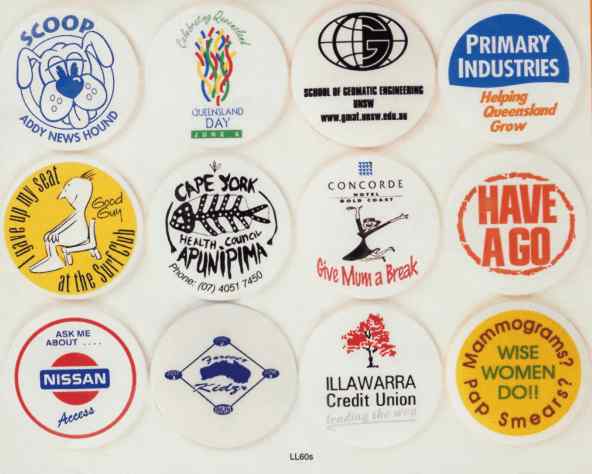 SCOOP
ADDY NEWS HOUND
Celebrating Queensland
QUEENSLAND
DAY
JUNE 6
G
SCHOOL OF GEOMATIC ENGINEERING
UNSW
www.gmat.unsw.edu.au
PRIMARY
INDUSTRIES
Helping
Queensland
Grow
I gave up my seat
Good
Guy
at the Surf Club
CAPE YORK
HEALTH COUNCIL
APUNIPIMA
Phone: (07) 4051 7450
CONCORDE
HOTEL
GOLD COAST
Give Mum a Break
HAVE
A GO
ASK ME
ABOUT ....
NISSAN
Access
Forever
Kidz
ILLAWARRA
Credit Union
leading the way
Mammograms?
WISE
WOMEN
DO!!
Pap Smears?
LL60s